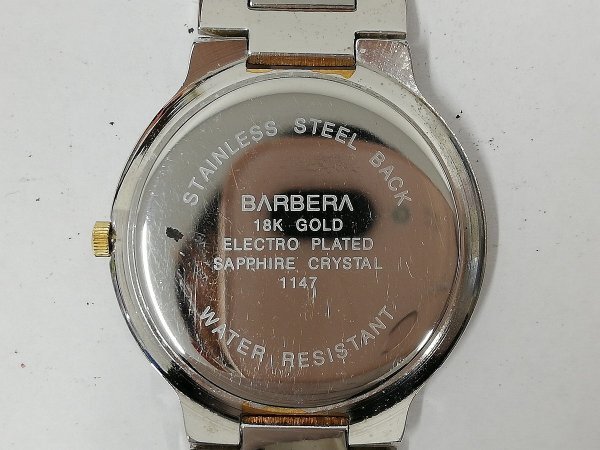 STAINLESS STEEL BACK
BARBERA
18K GOLD
ELECTRO PLATED
SAPPHIRE CRYSTAL
1147
WATER RESISTANT